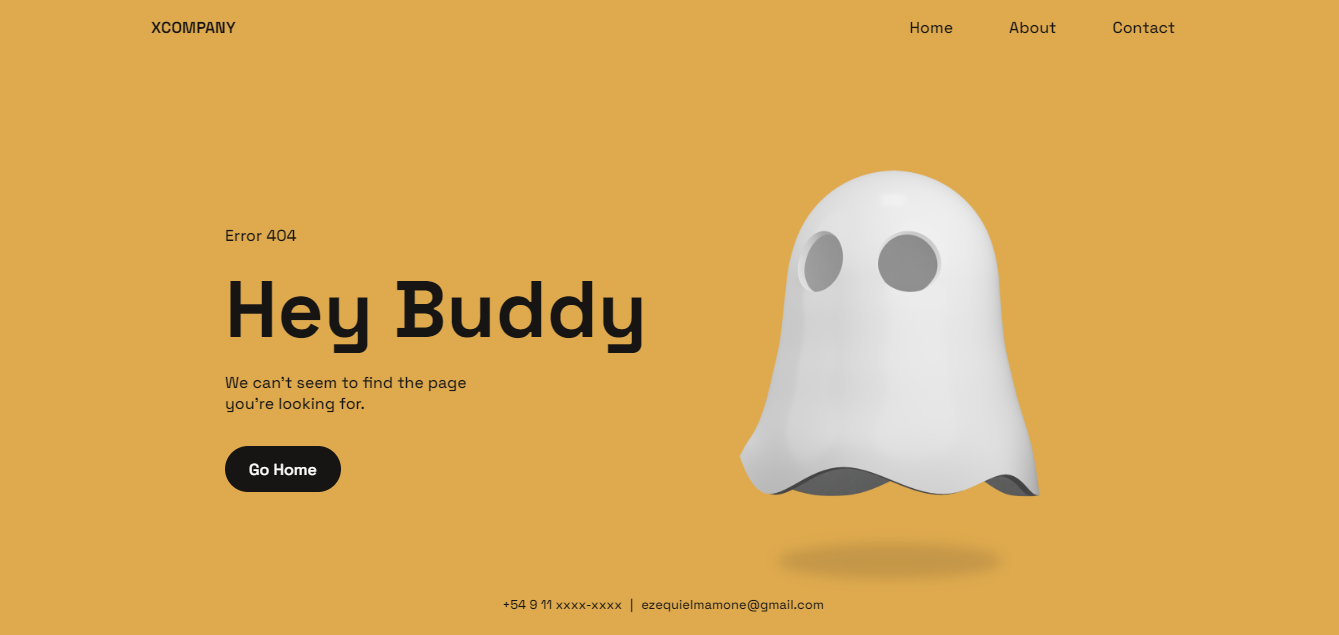 XCOMPANY
Home About Contact
Error 404
Hey Buddy
We can't seem to find the page
you're looking for.
Go Home
+54 9 11 xxxx-xxxx | ezequielmamone@gmail.com